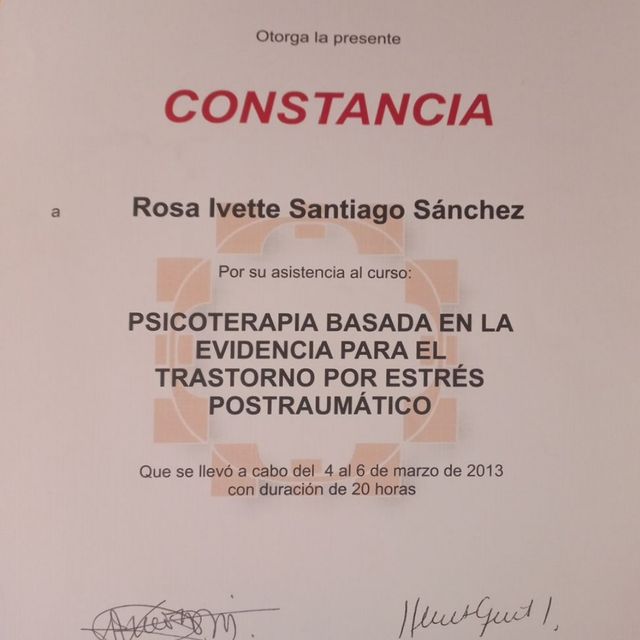 Otorga la presente
CONSTANCIA
a Rosa Ivette Santiago Sánchez
Por su asistencia al curso:
PSICOTERAPIA BASADA EN LA
EVIDENCIA PARA EL
TRASTORNO POR ESTRÉS
POSTRAUMÁTICO
Que se llevó a cabo del 4 al 6 de marzo de 2013
con duración de 20 horas